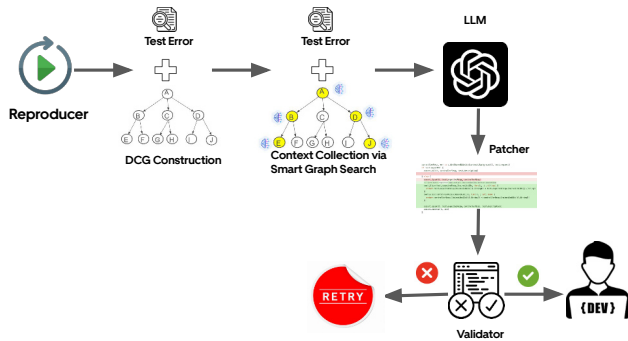 Test Error
Test Error
LLM
Reproducer
A
B
C
D
E
F
G
H
I
J
DCG Construction
A
B
C
D
E
F
G
H
I
J
Context Collection via
Smart Graph Search
Patcher
RETRY
Validator
{DEV}